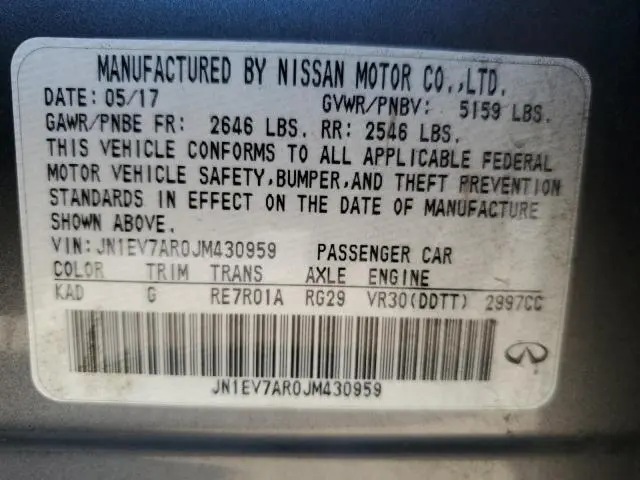 MANUFACTURED BY NISSAN MOTOR CO.,LTD.
DATE: 05/17 GVWR/PNBV: 5159 LBS.
GAWR/PNBE FR: 2646 LBS. RR: 2546 LBS.
THIS VEHICLE CONFORMS TO ALL APPLICABLE FEDERAL
MOTOR VEHICLE SAFETY,BUMPER,AND THEFT PREVENTION
STANDARDS IN EFFECT ON THE DATE OF MANUFACTURE
SHOWN ABOVE.
VIN: JN1EV7AR0JM430959 PASSENGER CAR
COLOR TRIM TRANS AXLE ENGINE
KAD G RE7R01A RG29 VR30(DDTT) 2997CC
JN1EV7AR0JM430959